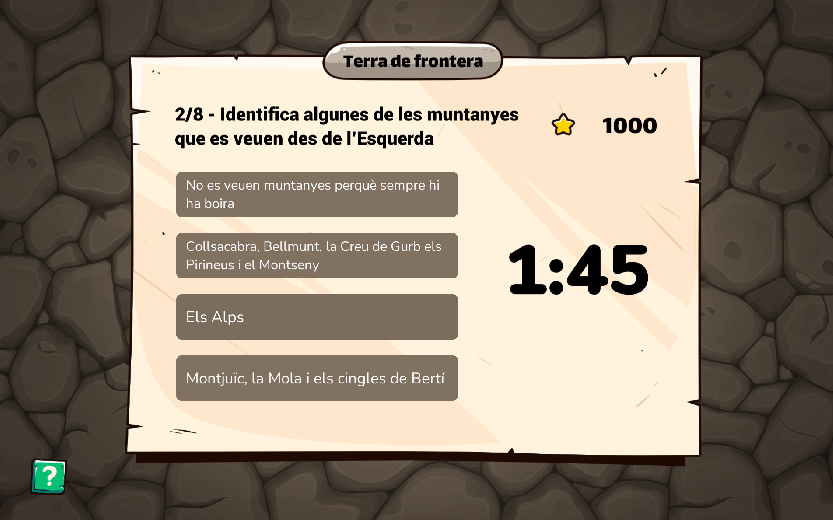 Terra de frontera
2/8 - Identifica algunes de les muntanyes
que es veuen des de l'Esquerda
1000
No es veuen muntanyes perquè sempre hi
ha boira
Collsacabra, Bellmunt, la Creu de Gurb els
Pirineus i el Montseny
1:45
Els Alps
Montjuïc, la Mola i els cingles de Bertí
?